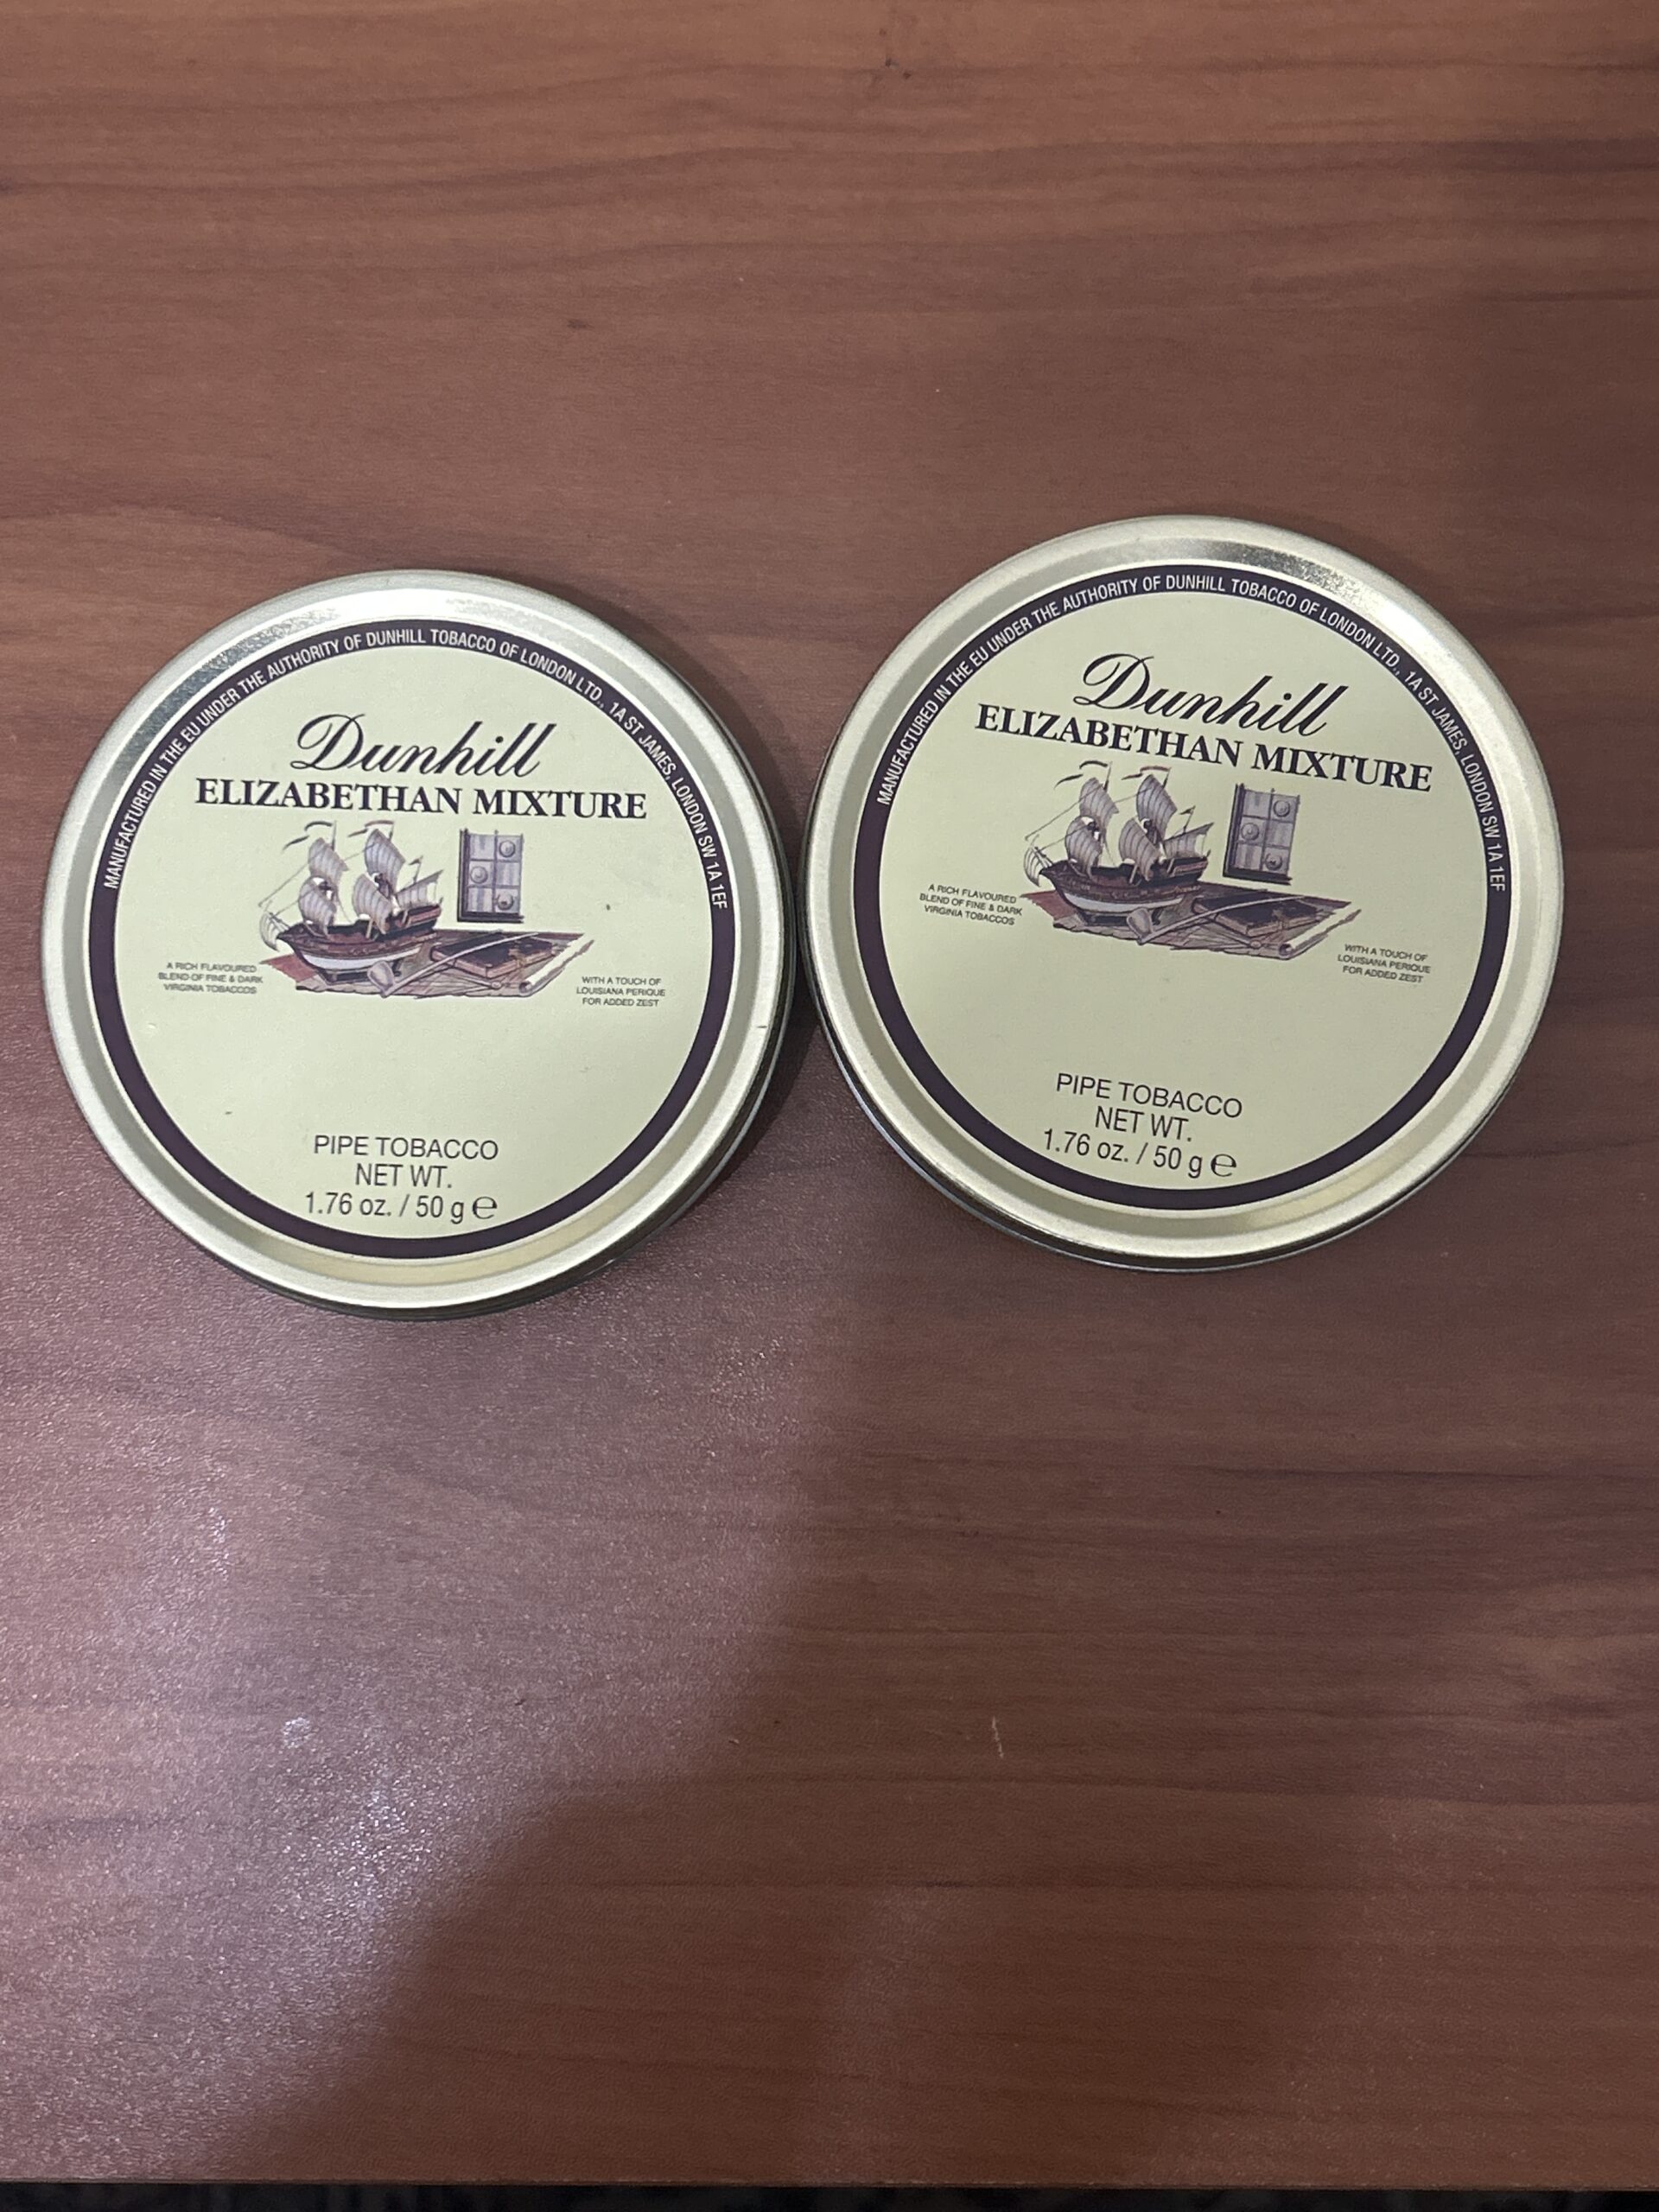 MANUFACTURED IN THE EU UNDER THE AUTHORITY OF DUNHILL TOBACCO OF LONDON LTD., 1A ST JAMES, LONDON SW 1A 1EF
Dunhill
ELIZABETHAN MIXTURE
A RICH FLAVOURED
BLEND OF FINE & DARK
VIRGINIA TOBACCOS
WITH A TOUCH OF
LOUISIANA PERIQUE
FOR ADDED ZEST
PIPE TOBACCO
NET WT.
1.76 oz. / 50 g ℮
MANUFACTURED IN THE EU UNDER THE AUTHORITY OF DUNHILL TOBACCO OF LONDON LTD., 1A ST JAMES, LONDON SW 1A 1EF
Dunhill
ELIZABETHAN MIXTURE
A RICH FLAVOURED
BLEND OF FINE & DARK
VIRGINIA TOBACCOS
WITH A TOUCH OF
LOUISIANA PERIQUE
FOR ADDED ZEST
PIPE TOBACCO
NET WT.
1.76 oz. / 50 g ℮